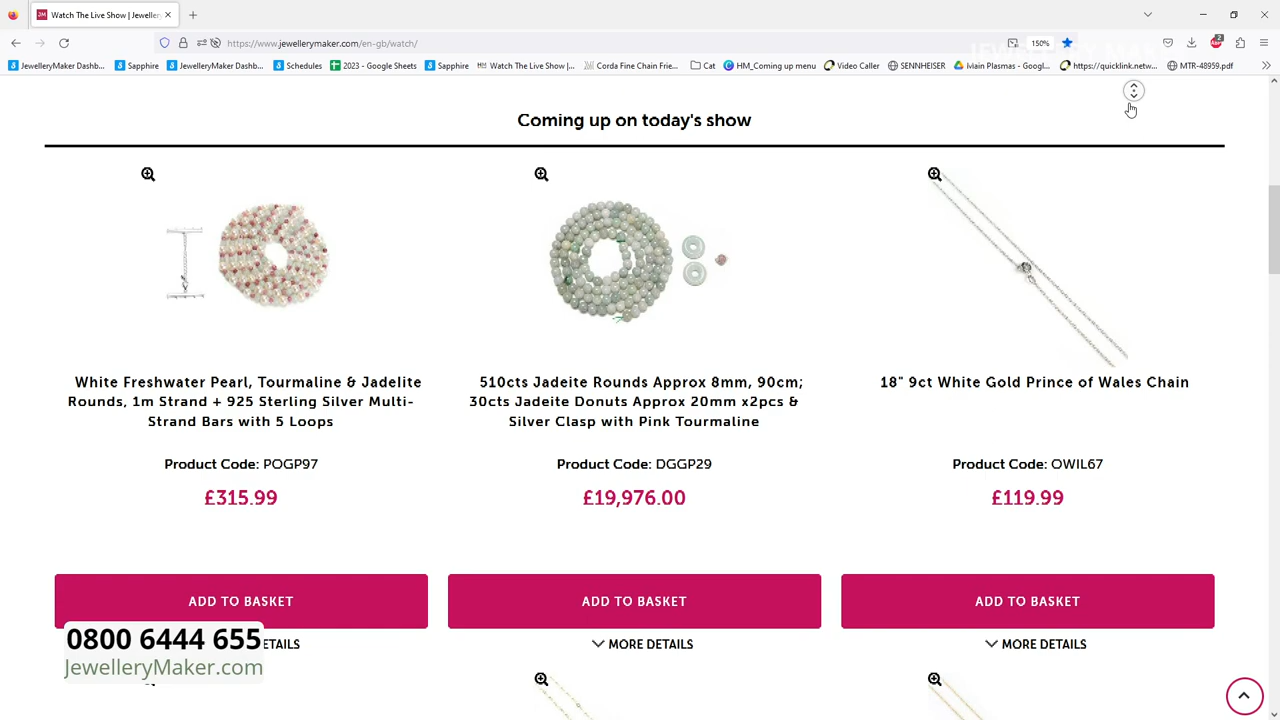 Watch The Live Show | Jeweller
https://www.jewellerymaker.com/en-gb/watch/
150%
2
JewelleryMaker Dashb...
Sapphire
JewelleryMaker Dashb...
Schedules
2023 - Google Sheets
Sapphire
Watch The Live Show |...
Corda Fine Chain Frie...
Cat
HM_Coming up menu
Video Caller
SENNHEISER
Main Plasmas - Googl...
https://quicklink.netw...
MTR-48959.pdf
Coming up on today's show
White Freshwater Pearl, Tourmaline & Jadelite
Rounds, 1m Strand + 925 Sterling Silver Multi-
Strand Bars with 5 Loops
Product Code: POGP97
£315.99
ADD TO BASKET
ETAILS
510cts Jadeite Rounds Approx 8mm, 90cm;
30cts Jadeite Donuts Approx 20mm x2pcs &
Silver Clasp with Pink Tourmaline
Product Code: DGGP29
£19,976.00
ADD TO BASKET
MORE DETAILS
18" 9ct White Gold Prince of Wales Chain
Product Code: OWIL67
£119.99
ADD TO BASKET
MORE DETAILS
0800 6444 655
JewelleryMaker.com